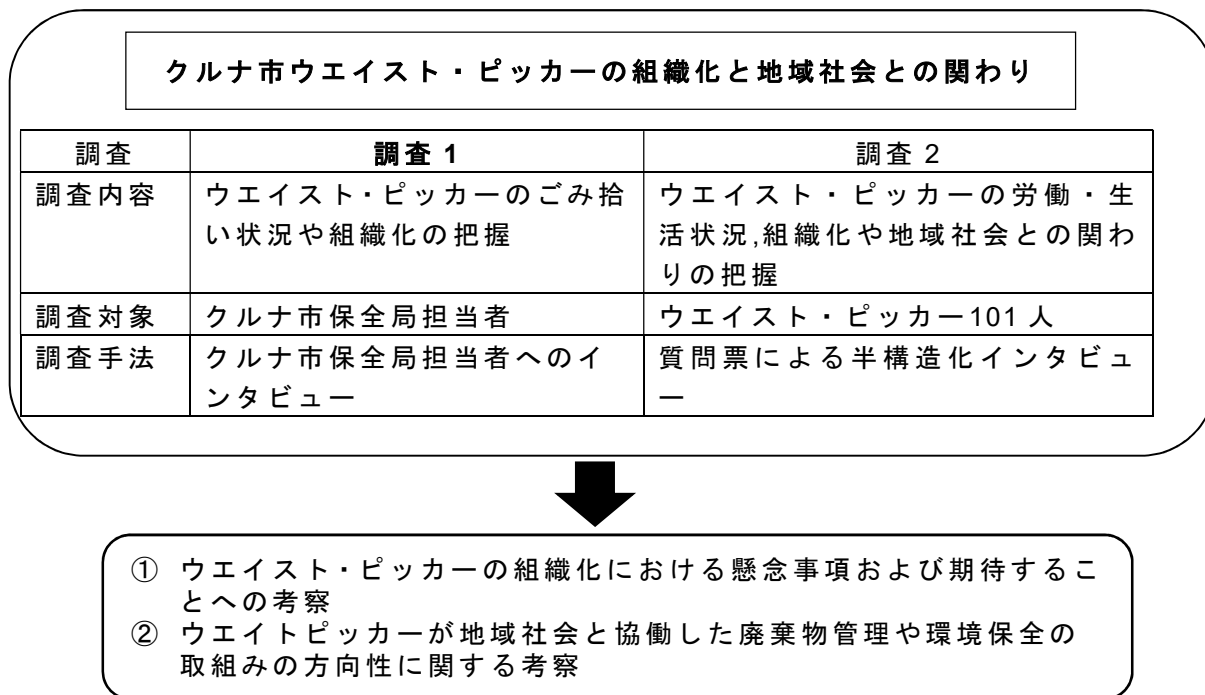 クルナ市ウエイスト・ピッカーの組織化と地域社会との関わり
調査 調査 1 調査 2
調査内容 ウエイスト・ピッカーのごみ拾 ウエイスト・ピッカーの労働・生
い状況や組織化の把握 活状況,組織化や地域社会との関わ
りの把握
調査対象 クルナ市保全局担当者 ウエイスト・ピッカー101 人
調査手法 クルナ市保全局担当者へのイ 質問票による半構造化インタビュ
ンタビュー ー
① ウエイスト・ピッカーの組織化における懸念事項および期待するこ
とへの考察
② ウエイトピッカーが地域社会と協働した廃棄物管理や環境保全の
取組みの方向性に関する考察